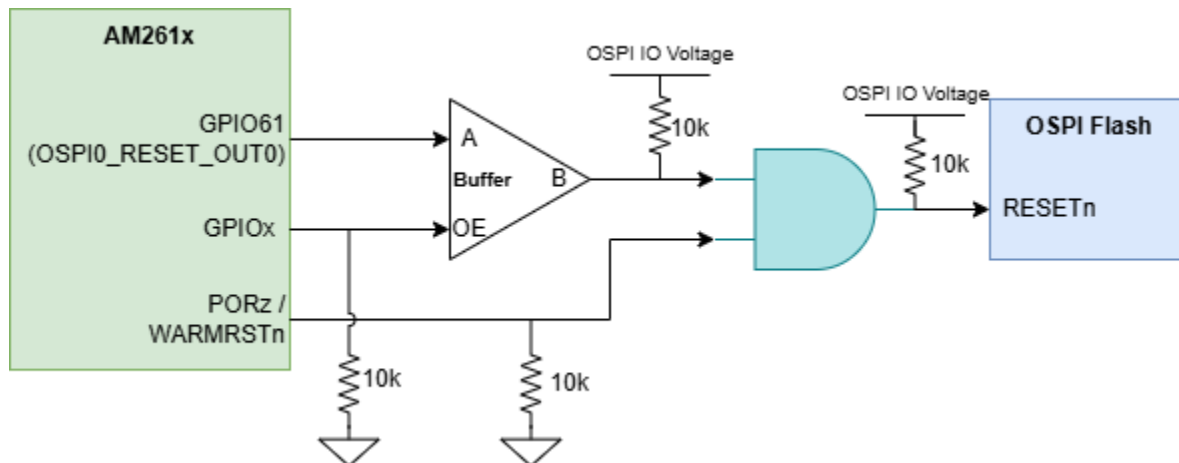 AM261x
GPIO61
(OSPI0_RESET_OUT0)
GPIOx
PORz /
WARMRSTn
A
Buffer
B
OE
OSPI IO Voltage
10k
OSPI IO Voltage
10k
OSPI Flash
RESETn
10k
10k